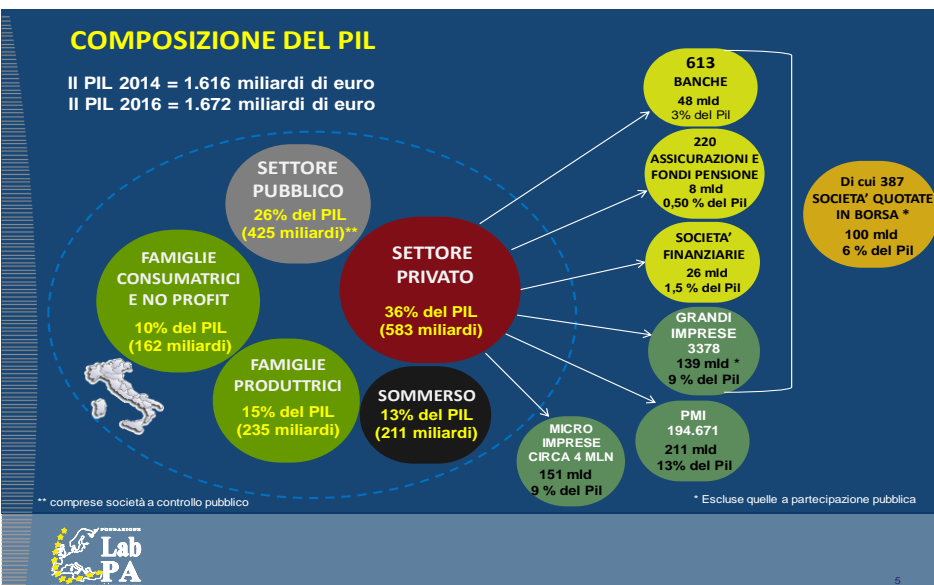 COMPOSIZIONE DEL PIL
Il PIL 2014 = 1.616 miliardi di euro
Il PIL 2016 = 1.672 miliardi di euro
SETTORE
PUBBLICO
26% del PIL
(425 miliardi)**
FAMIGLIE
CONSUMATRICI
E NO PROFIT
10% del PIL
(162 miliardi)
SETTORE
PRIVATO
36% del PIL
(583 miliardi)
FAMIGLIE
PRODUTTRICI
15% del PIL
(235 miliardi)
SOMMERSO
13% del PIL
(211 miliardi)
613
BANCHE
48 mld
3% del Pil
220
ASSICURAZIONI E
FONDI PENSIONE
8 mld
0,50 % del Pil
SOCIETA'
FINANZIARIE
26 mld
1,5 % del Pil
GRANDI
IMPRESE
3378
139 mld *
9 % del Pil
PMI
194.671
211 mld
13% del Pil
MICRO
IMPRESE
CIRCA 4 MLN
151 mld
9 % del Pil
Di cui 387
SOCIETA' QUOTATE
IN BORSA *
100 mld
6 % del Pil
** comprese società a controllo pubblico
* Escluse quelle a partecipazione pubblica
FONDAZIONE
Lab
PA
5